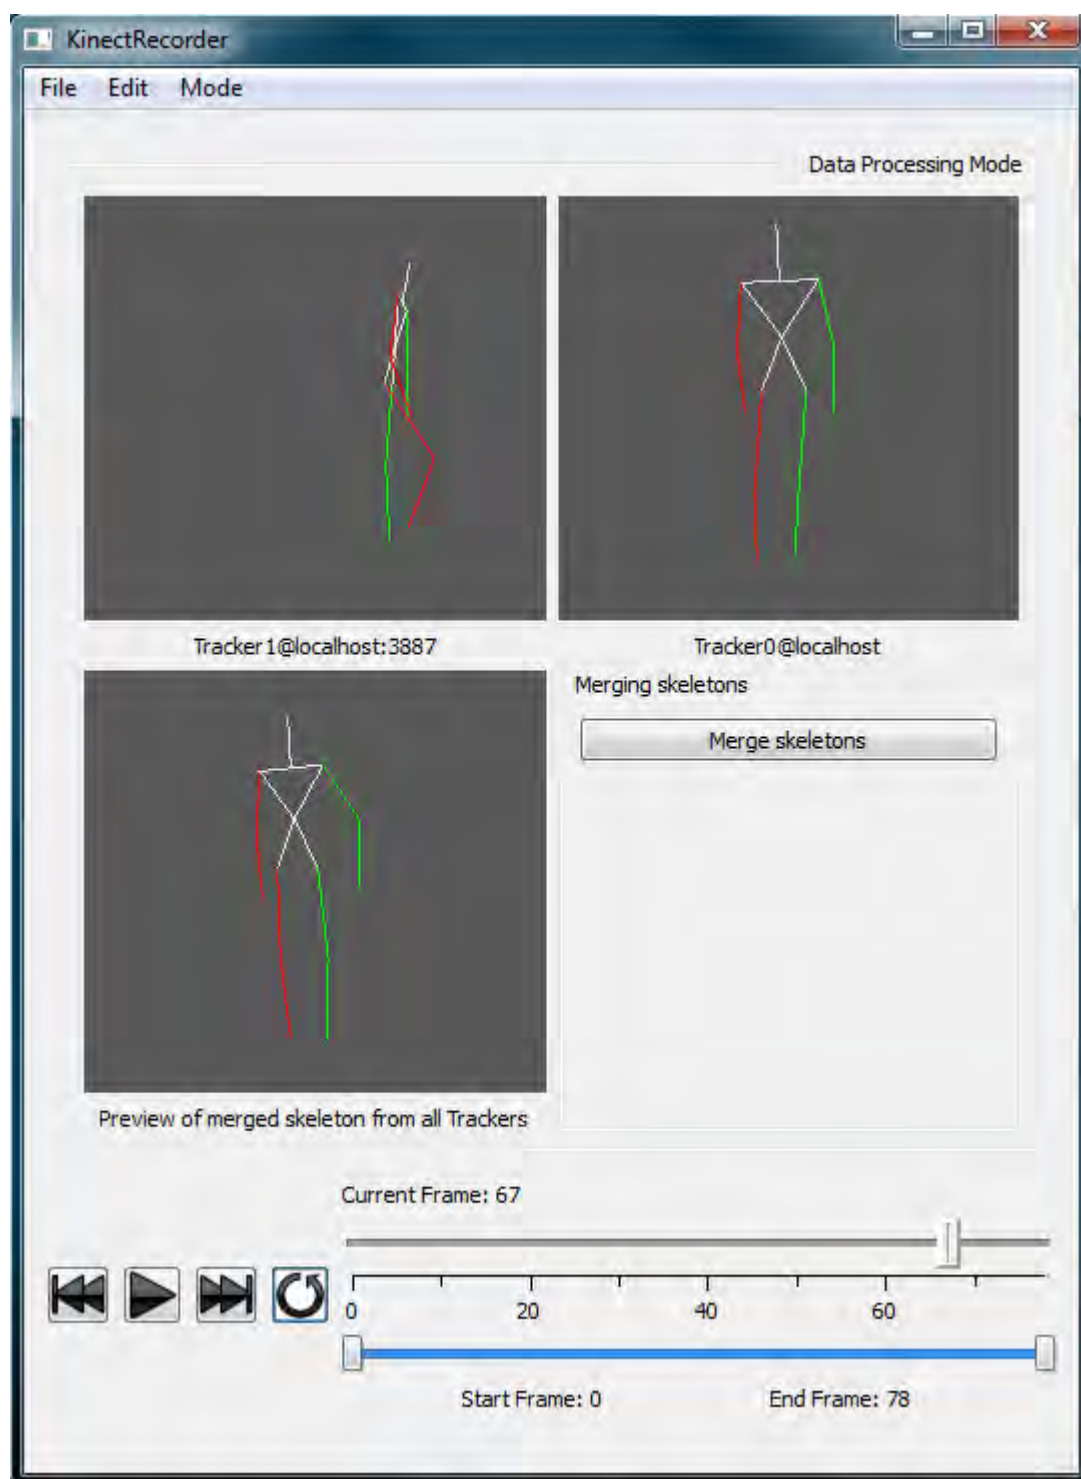 KinectRecorder
File Edit Mode
Data Processing Mode
Tracker1@localhost:3887
Tracker0@localhost
Merging skeletons
Merge skeletons
Preview of merged skeleton from all Trackers
Current Frame: 67
0 20 40 60
Start Frame: 0 End Frame: 78